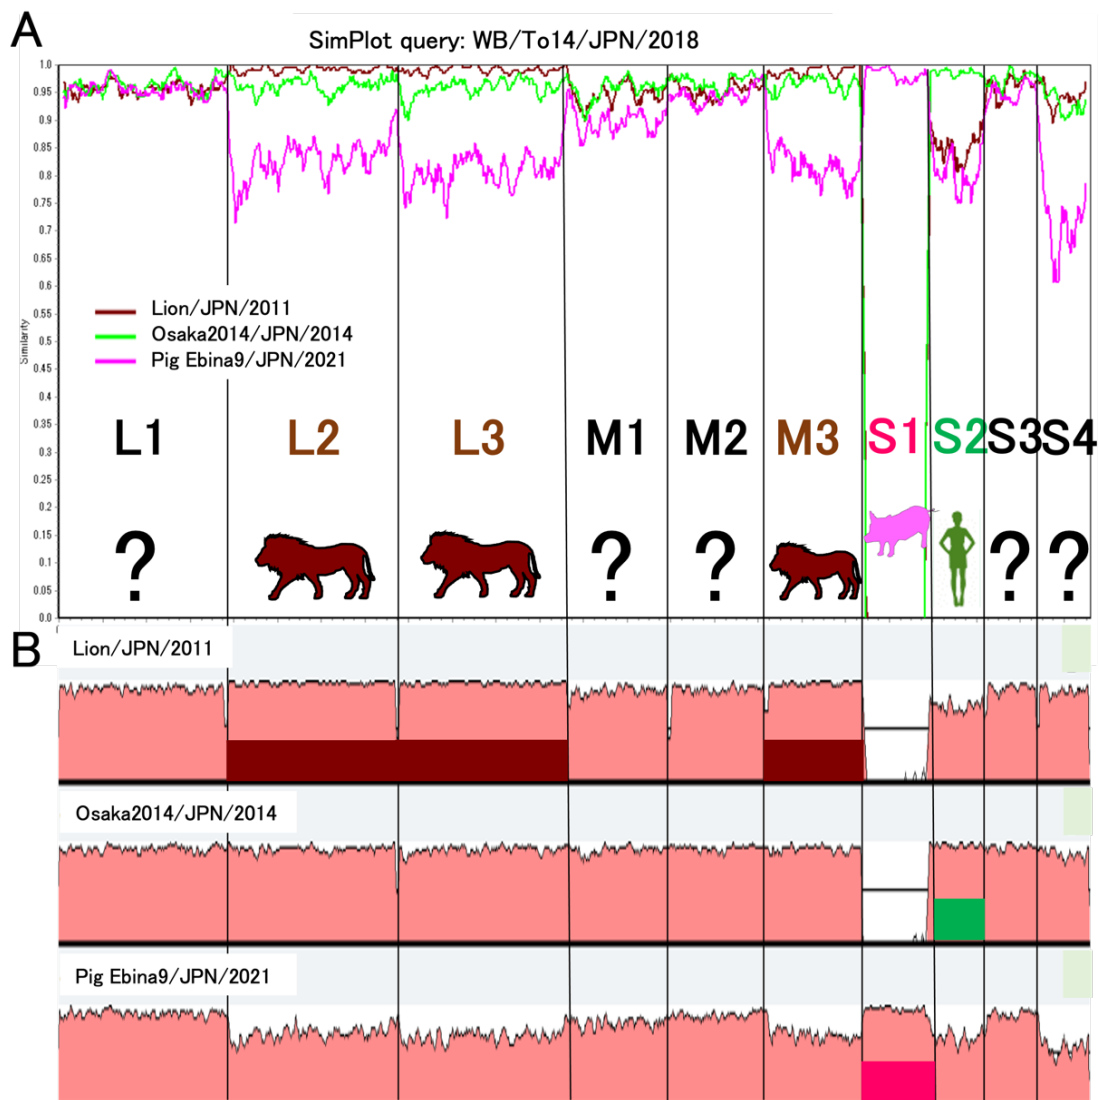 A
SimPlot query: WB/To14/JPN/2018
1.0
0.95
0.9
0.85
0.8
0.75
0.7
0.65
0.6
0.55
0.5
0.45
0.4
0.35
0.3
0.25
0.2
0.15
0.1
0.05
0.0
Similarity
Lion/JPN/2011
Osaka2014/JPN/2014
Pig Ebina9/JPN/2021
L1 L2 L3 M1 M2 M3 S1 S2 S3 S4
? ? ? ? ?
B
Lion/JPN/2011
Osaka2014/JPN/2014
Pig Ebina9/JPN/2021